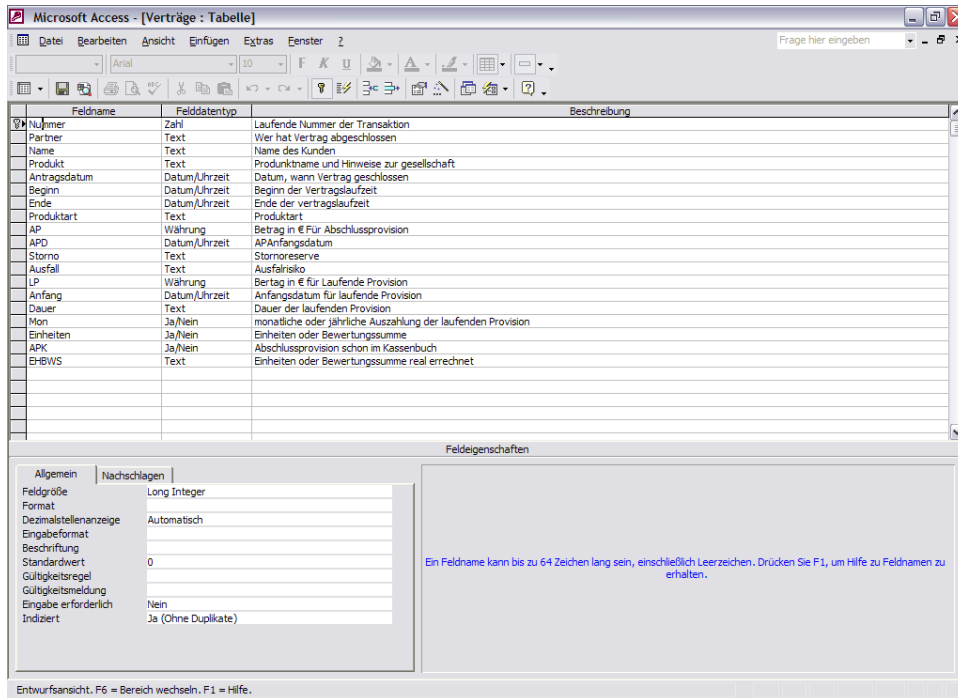 Microsoft Access - [Verträge : Tabelle]
Datei Bearbeiten Ansicht Einfügen Extras Fenster ? Frage hier eingeben
Arial 10 F K U
Feldname Felddatentyp Beschreibung
Nummer Zahl Laufende Nummer der Transaktion
Partner Text Wer hat Vertrag abgeschlossen
Name Text Name des Kunden
Produkt Text Produnktname und Hinweise zur gesellschaft
Antragsdatum Datum/Uhrzeit Datum, wann Vertrag geschlossen
Beginn Datum/Uhrzeit Beginn der Vertragslaufzeit
Ende Datum/Uhrzeit Ende der vertragslaufzeit
Produktart Text Produktart
AP Währung Betrag in € Für Abschlussprovision
APD Datum/Uhrzeit APAnfangsdatum
Storno Text Stornoreserve
Ausfall Text Ausfalrisiko
LP Währung Bertag in € für Laufende Provision
Anfang Datum/Uhrzeit Anfangsdatum für laufende Provision
Dauer Text Dauer der laufenden Provision
Mon Ja/Nein monatliche oder jährliche Auszahlung der laufenden Provision
Einheiten Ja/Nein Einheiten oder Bewertungssumme
APK Ja/Nein Abschlussprovision schon im Kassenbuch
EHBWS Text Einheiten oder Bewertungssumme real errechnet
Feldeigenschaften
Allgemein Nachschlagen
Feldgröße Long Integer
Format
Dezimalstellenanzeige Automatisch
Eingabeformat
Beschriftung
Standardwert 0
Gültigkeitsregel
Gültigkeitsmeldung
Eingabe erforderlich Nein
Indiziert Ja (Ohne Duplikate)
Ein Feldname kann bis zu 64 Zeichen lang sein, einschließlich Leerzeichen. Drücken Sie F1, um Hilfe zu Feldnamen zu
erhalten.
Entwurfsansicht. F6 = Bereich wechseln. F1 = Hilfe.